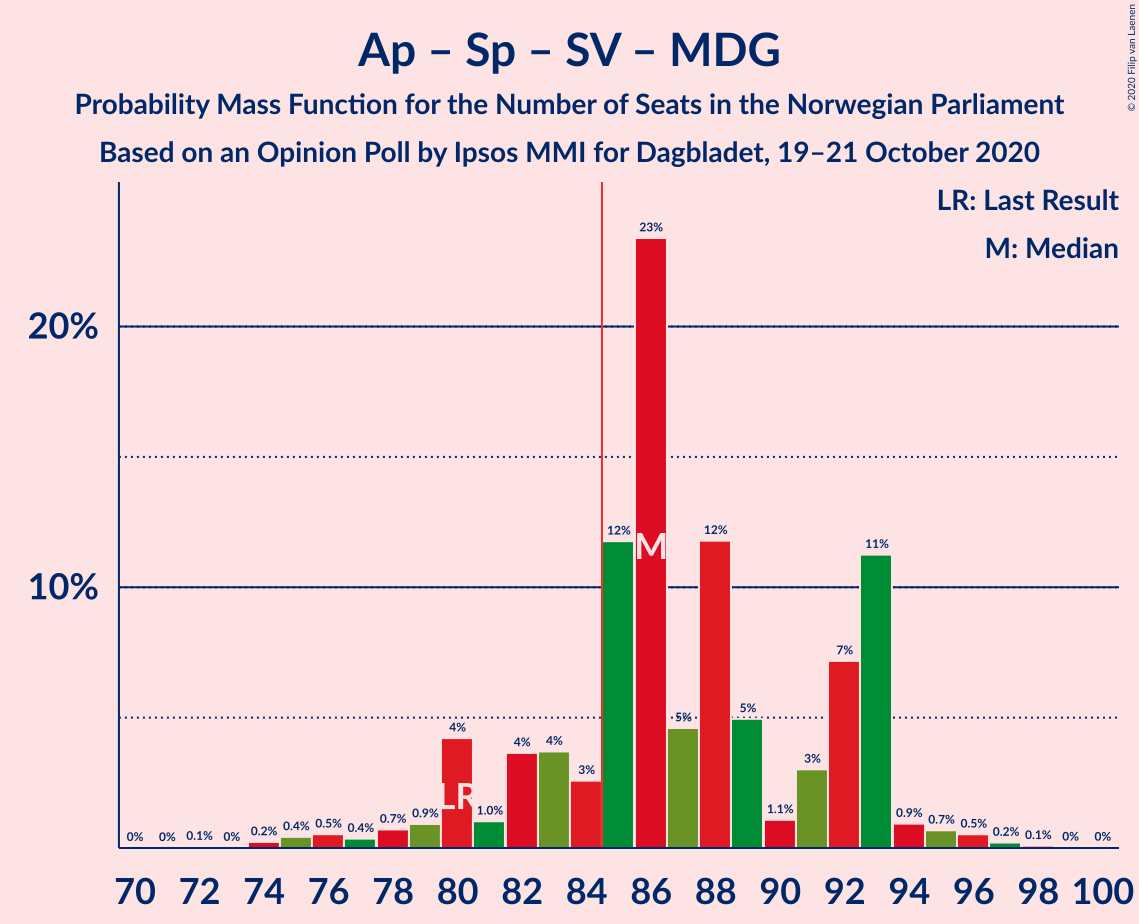 Ap – Sp – SV – MDG
Probability Mass Function for the Number of Seats in the Norwegian Parliament
Based on an Opinion Poll by Ipsos MMI for Dagbladet, 19–21 October 2020
© 2020 Filip van Laenen
LR: Last Result
M: Median
20%
10%
0% 0% 0.1% 0% 0.2% 0.4% 0.5% 0.4% 0.7% 0.9% 4% 1.0% 4% 4% 3% 12% 23% 5% 12% 5% 1.1% 3% 7% 11% 0.9% 0.7% 0.5% 0.2% 0.1% 0% 0%
LR
M
70 72 74 76 78 80 82 84 86 88 90 92 94 96 98 100